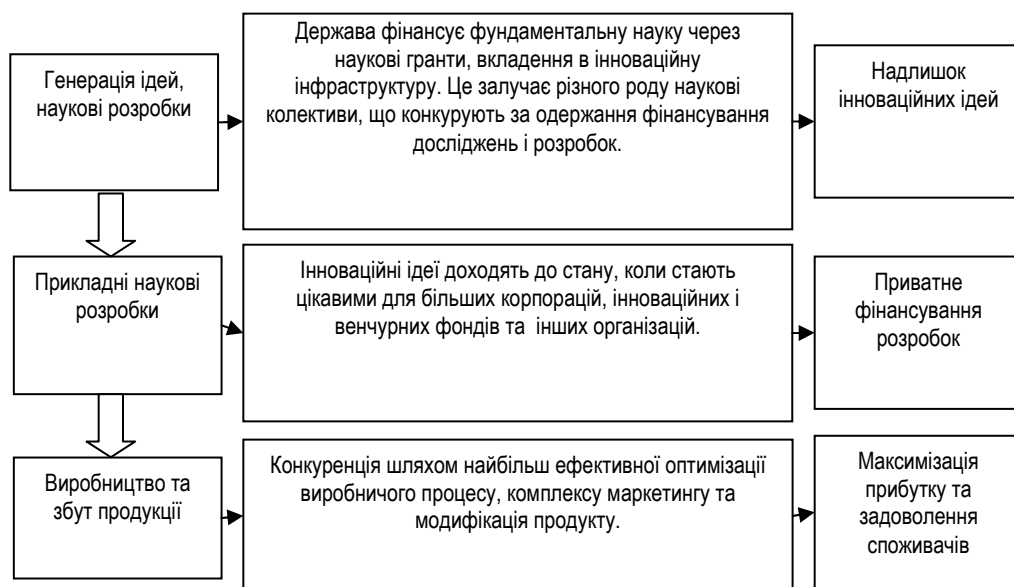 Генерація ідей,
наукові розробки
Держава фінансує фундаментальну науку через
наукові гранти, вкладення в інноваційну
інфраструктуру. Це залучає різного роду наукові
колективи, що конкурують за одержання фінансування
досліджень і розробок.
Надлишок
інноваційних ідей
Прикладні наукові
розробки
Інноваційні ідеї доходять до стану, коли стають
цікавими для більших корпорацій, інноваційних і
венчурних фондів та інших організацій.
Приватне
фінансування
розробок
Виробництво та
збут продукції
Конкуренція шляхом найбільш ефективної оптимізації
виробничого процесу, комплексу маркетингу та
модифікація продукту.
Максимізація
прибутку та
задоволення
споживачів